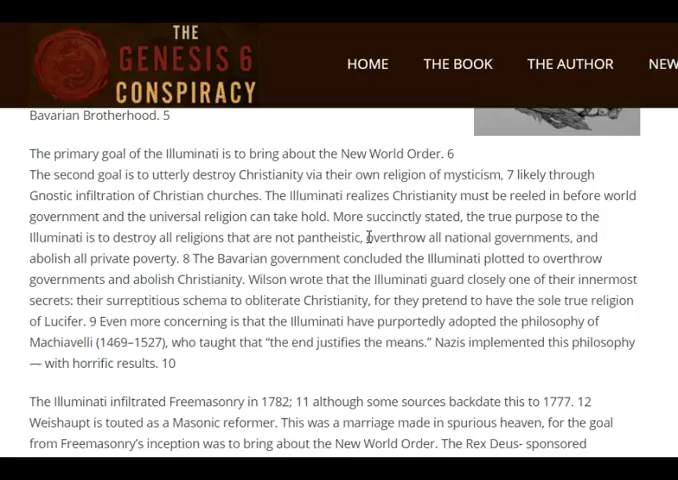 THE
GENESIS 6
CONSPIRACY
HOME
THE BOOK
THE AUTHOR
NEW
Bavarian Brotherhood. 5
The primary goal of the Illuminati is to bring about the New World Order. 6
The second goal is to utterly destroy Christianity via their own religion of mysticism, 7 likely through
Gnostic infiltration of Christian churches. The Illuminati realizes Christianity must be reeled in before world
government and the universal religion can take hold. More succinctly stated, the true purpose to the
Illuminati is to destroy all religions that are not pantheistic, overthrow all national governments, and
abolish all private poverty. 8 The Bavarian government concluded the Illuminati plotted to overthrow
governments and abolish Christianity. Wilson wrote that the Illuminati guard closely one of their innermost
secrets: their surreptitious schema to obliterate Christianity, for they pretend to have the sole true religion
of Lucifer. 9 Even more concerning is that the Illuminati have purportedly adopted the philosophy of
Machiavelli (1469–1527), who taught that “the end justifies the means.” Nazis implemented this philosophy
— with horrific results. 10
The Illuminati infiltrated Freemasonry in 1782; 11 although some sources backdate this to 1777. 12
Weishaupt is touted as a Masonic reformer. This was a marriage made in spurious heaven, for the goal
from Freemasonry’s inception was to bring about the New World Order. The Rex Deus- sponsored